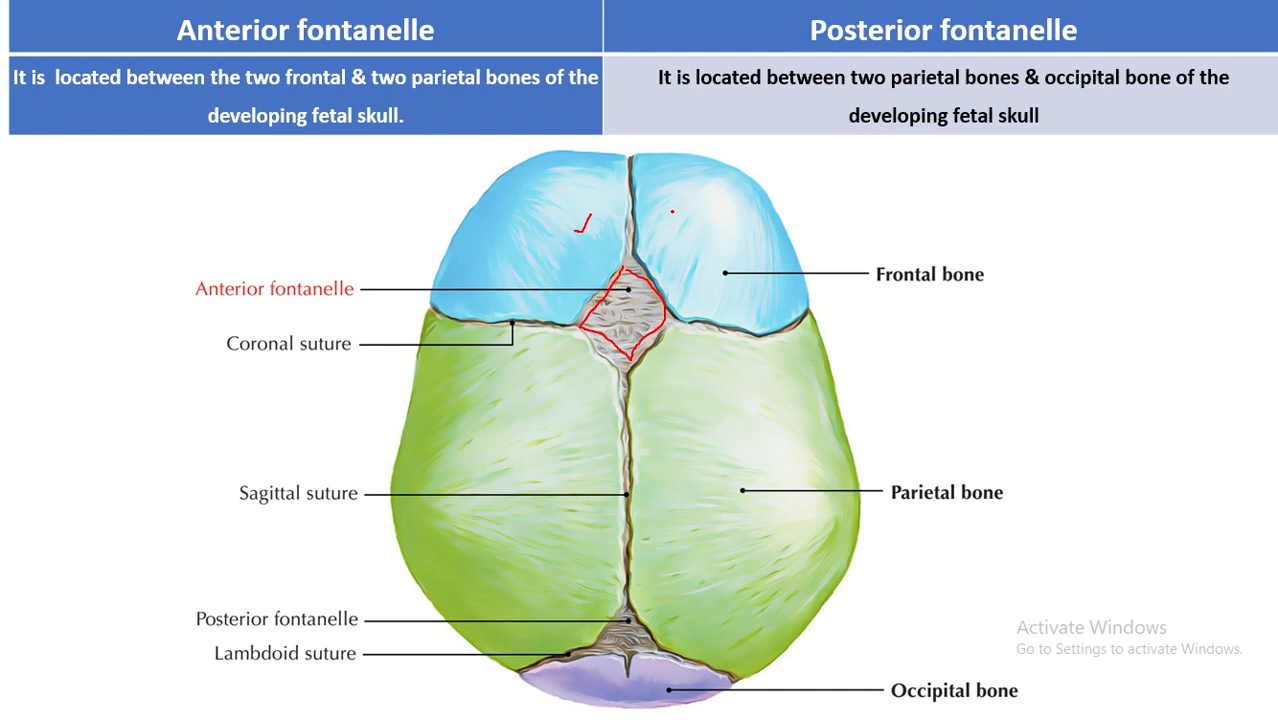 Anterior fontanelle
Posterior fontanelle
It is located between the two frontal & two parietal bones of the
developing fetal skull.
It is located between two parietal bones & occipital bone of the
developing fetal skull
Anterior fontanelle
Frontal bone
Coronal suture
Sagittal suture
Parietal bone
Posterior fontanelle
Lambdoid suture
Occipital bone
Activate Windows
Go to Settings to activate Windows.